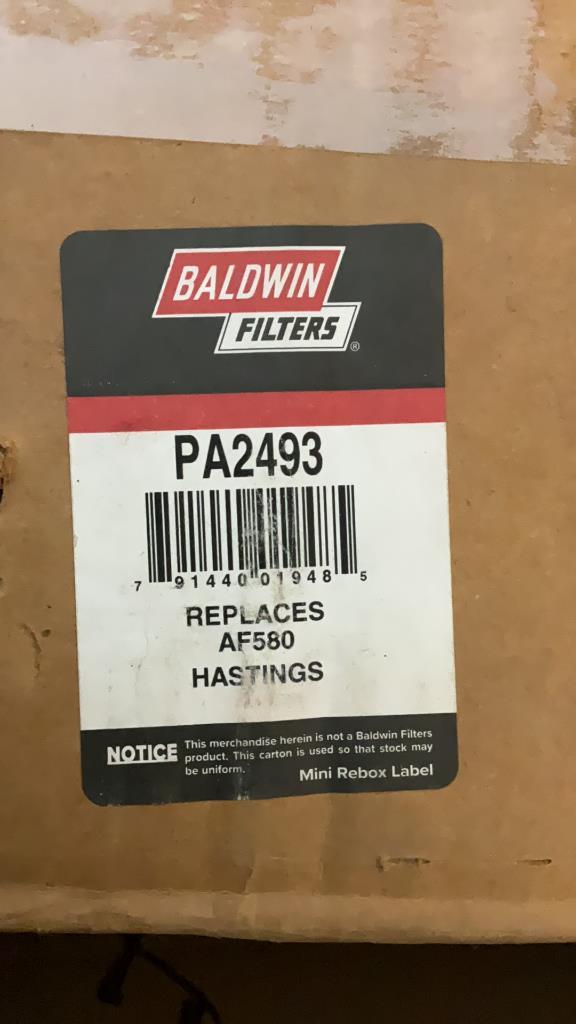 BALDWIN
FILTERS®
PA2493
7 91440 01948 5
REPLACES
AF580
HASTINGS
NOTICE This merchandise herein is not a Baldwin Filters
product. This carton is used so that stock may
be uniform.
Mini Rebox Label